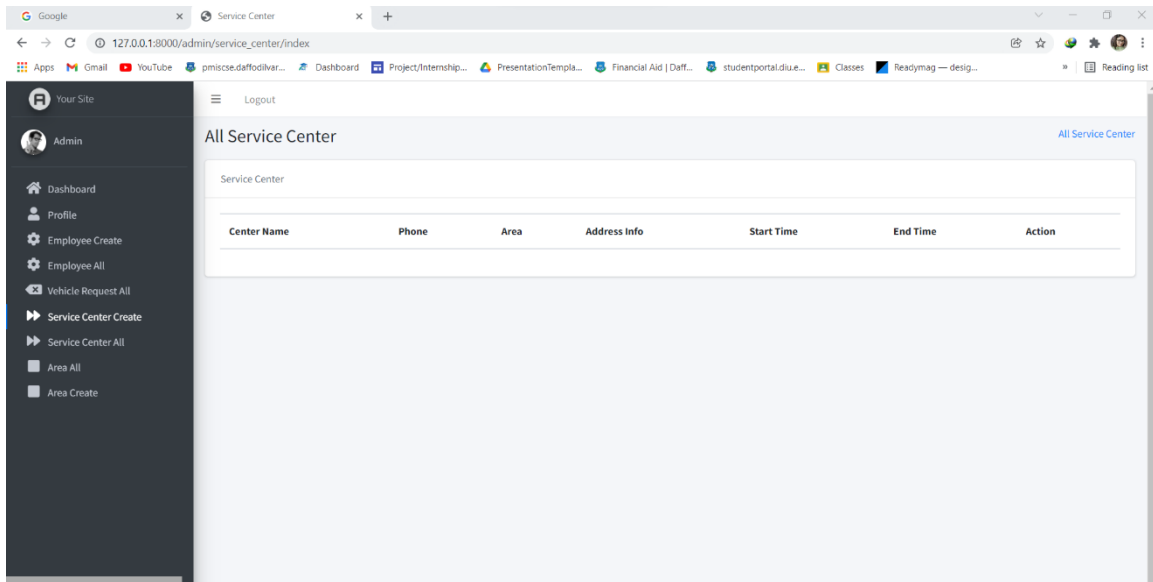 Google
Service Center
127.0.0.1:8000/admin/service_center/index
Apps Gmail YouTube pmiscse.daffodilvar... Dashboard Project/Internship... PresentationTempla... Financial Aid | Daff... studentportal.diu.e... Classes Readymag — desig... » Reading list
Your Site
Logout
Admin
All Service Center
All Service Center
Dashboard
Profile
Employee Create
Employee All
Vehicle Request All
Service Center Create
Service Center All
Area All
Area Create
Service Center
Center Name Phone Area Address Info Start Time End Time Action